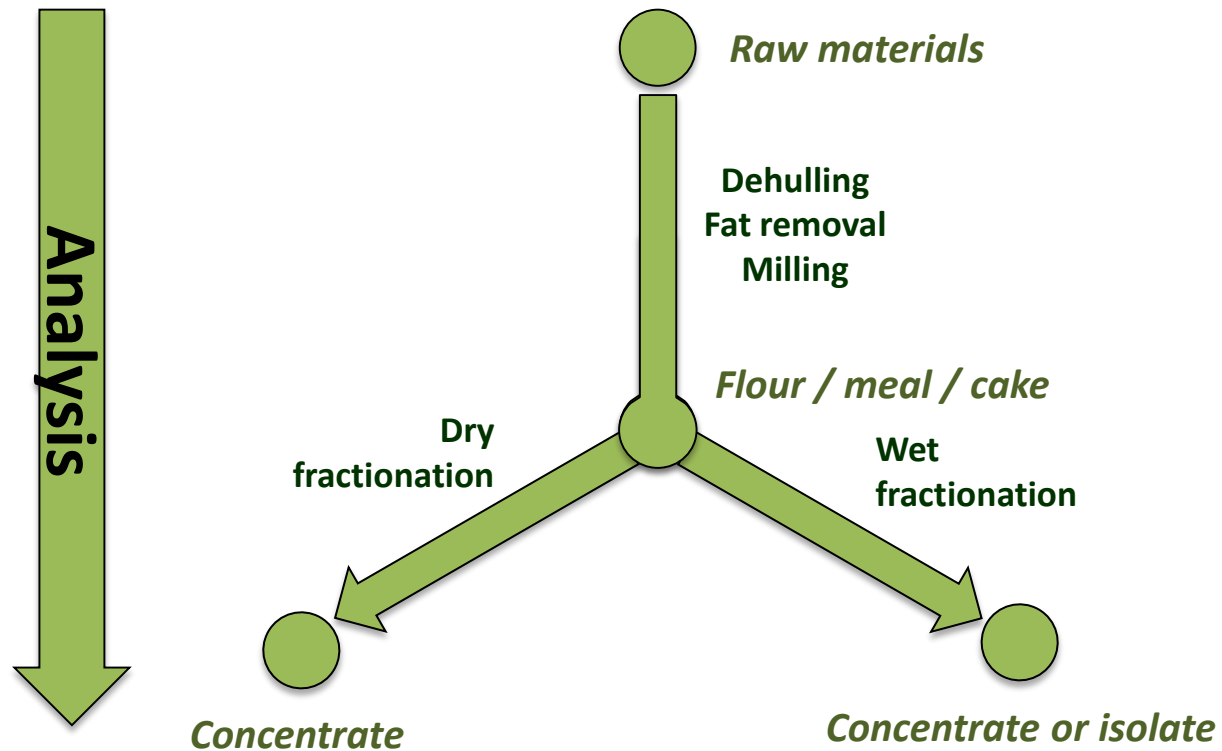 Analysis
Raw materials
Dehulling
Fat removal
Milling
Flour / meal / cake
Dry
fractionation
Wet
fractionation
Concentrate
Concentrate or isolate